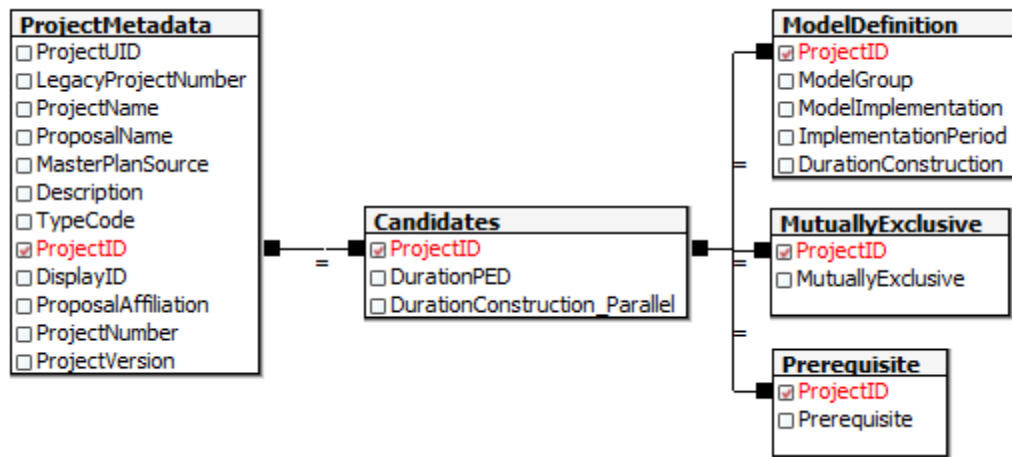 ProjectMetadata
ProjectUID
LegacyProjectNumber
ProjectName
ProposalName
MasterPlanSource
Description
TypeCode
ProjectID
DisplayID
ProposalAffiliation
ProjectNumber
ProjectVersion
=
Candidates
ProjectID
DurationPED
DurationConstruction_Parallel
=
=
=
ModelDefinition
ProjectID
ModelGroup
ModelImplementation
ImplementationPeriod
DurationConstruction
MutuallyExclusive
ProjectID
MutuallyExclusive
Prerequisite
ProjectID
Prerequisite